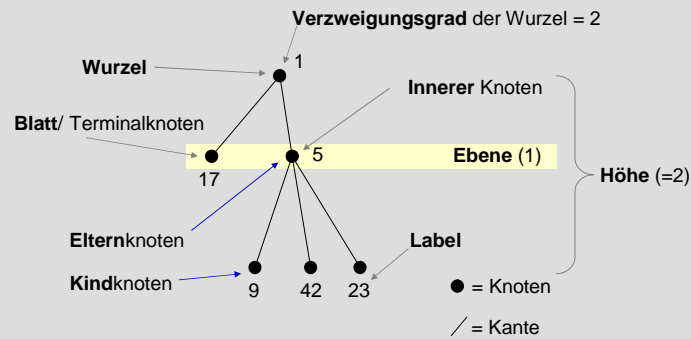 Verzweigungsgrad der Wurzel = 2
1
Wurzel
Innerer Knoten
Blatt/ Terminalknoten
5
Ebene (1)
17
Höhe (=2)
Elternknoten
Label
Kindknoten
9
42
23
= Knoten
= Kante